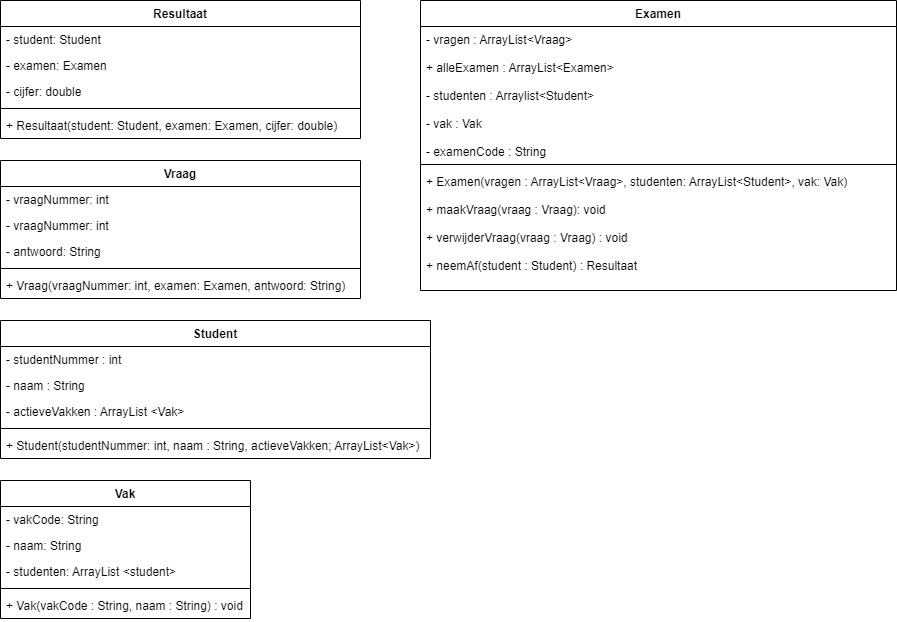 Resultaat
- student: Student
- examen: Examen
- cijfer: double
+ Resultaat(student: Student, examen: Examen, cijfer: double)
Vraag
- vraagNummer: int
- vraagNummer: int
- antwoord: String
+ Vraag(vraagNummer: int, examen: Examen, antwoord: String)
Student
- studentNummer : int
- naam : String
- actieveVakken : ArrayList <Vak>
+ Student(studentNummer: int, naam : String, actieveVakken; ArrayList<Vak>)
Vak
- vakCode: String
- naam: String
- studenten: ArrayList <student>
+ Vak(vakCode : String, naam : String) : void
Examen
- vragen : ArrayList<Vraag>
+ alleExamen : ArrayList<Examen>
- studenten : Arraylist<Student>
- vak : Vak
- examenCode : String
+ Examen(vragen : ArrayList<Vraag>, studenten: ArrayList<Student>, vak: Vak)
+ maakVraag(vraag : Vraag): void
+ verwijderVraag(vraag : Vraag) : void
+ neemAf(student : Student) : Resultaat